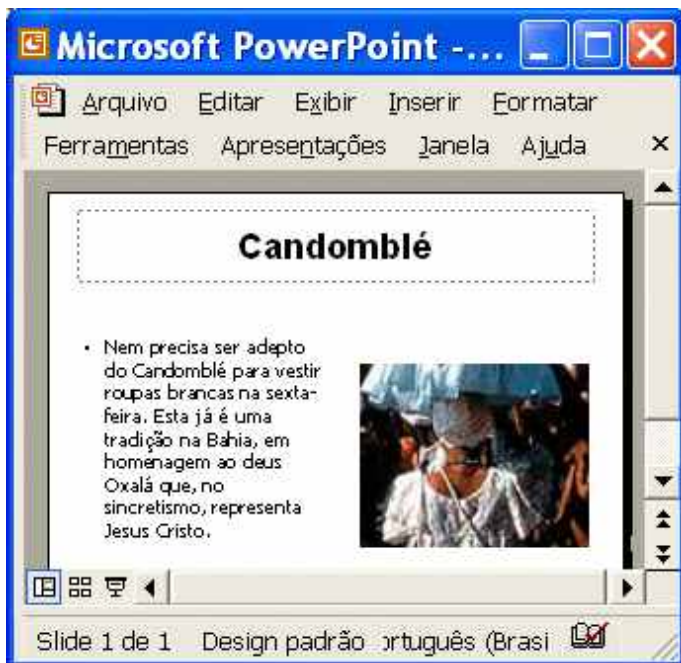 Microsoft PowerPoint -...
Arquivo Editar Exibir Inserir Formatar
Ferramentas Apresentações Janela Ajuda
Candomblé
• Nem precisa ser adepto
do Candomblé para vestir
roupas brancas na sexta-
feira. Esta já é uma
tradição na Bahia, em
homenagem ao deus
Oxalá que, no
sincretismo, representa
Jesus Cristo.
Slide 1 de 1 Design padrão ortuguês (Brasi